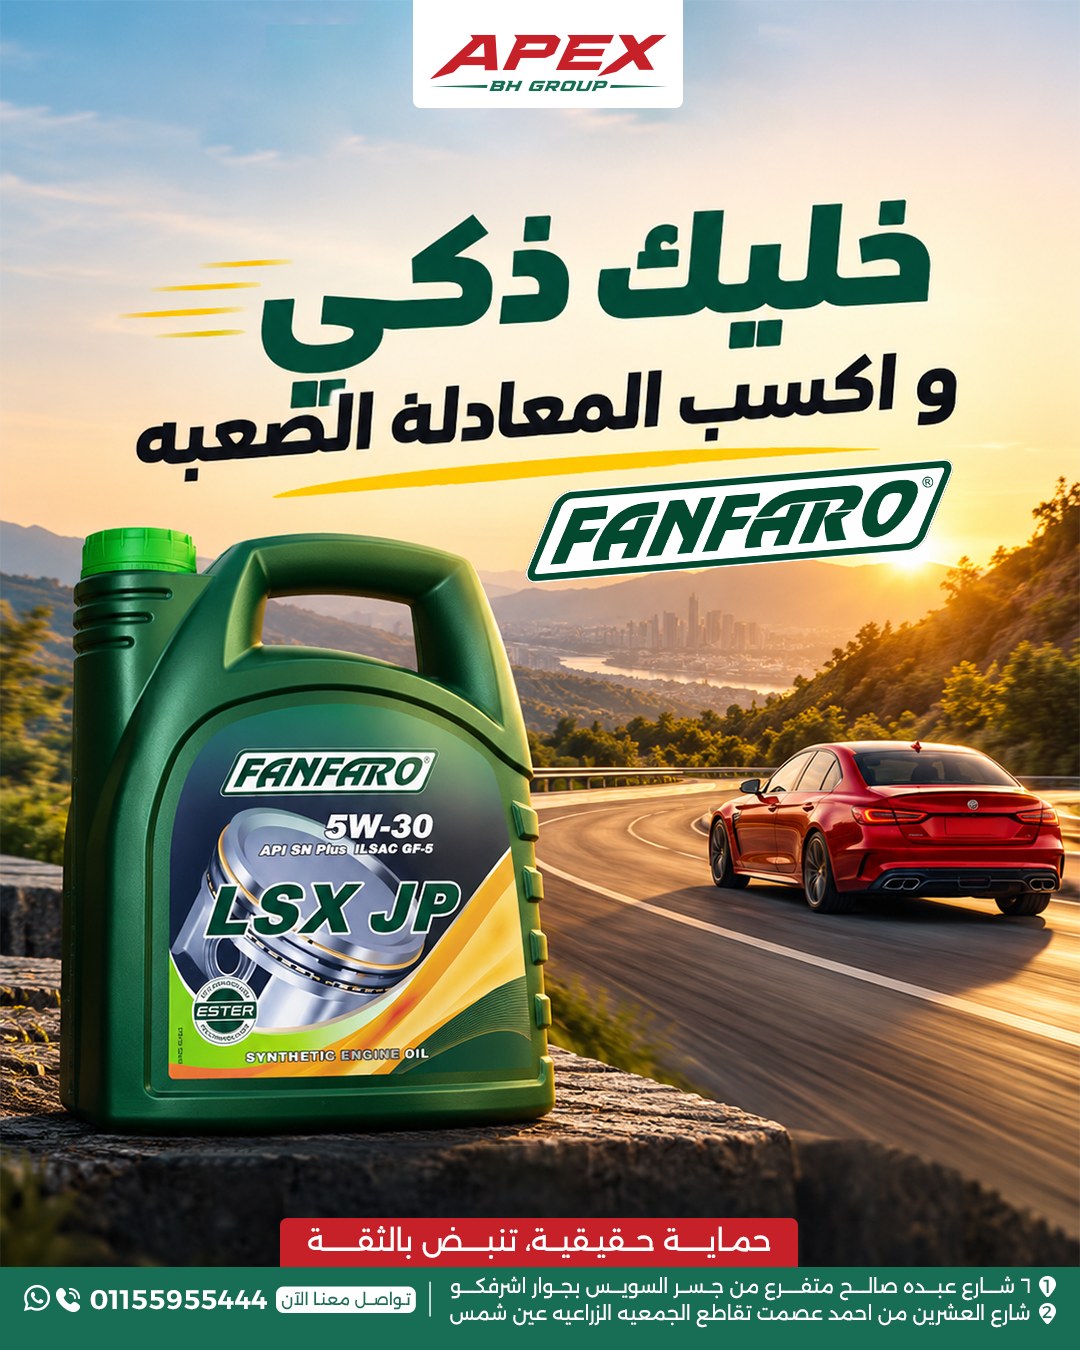 APEX
BH GROUP
خليك ذكي
و اكسب المعادلة الصعبه
FANFARO®
FANFARO®
5W-30
API SN Plus ILSAC GF-5
LSX JP
ESTER
SYNTHETIC ENGINE OIL
حماية حقيقية، تنبض بالثقة
1 ٦ شارع عبده صالح متفرع من جسر السويس بجوار اشرفكو
2 شارع العشرين من احمد عصمت تقاطع الجمعيه الزراعيه عين شمس
تواصل معنا الآن 01155955444